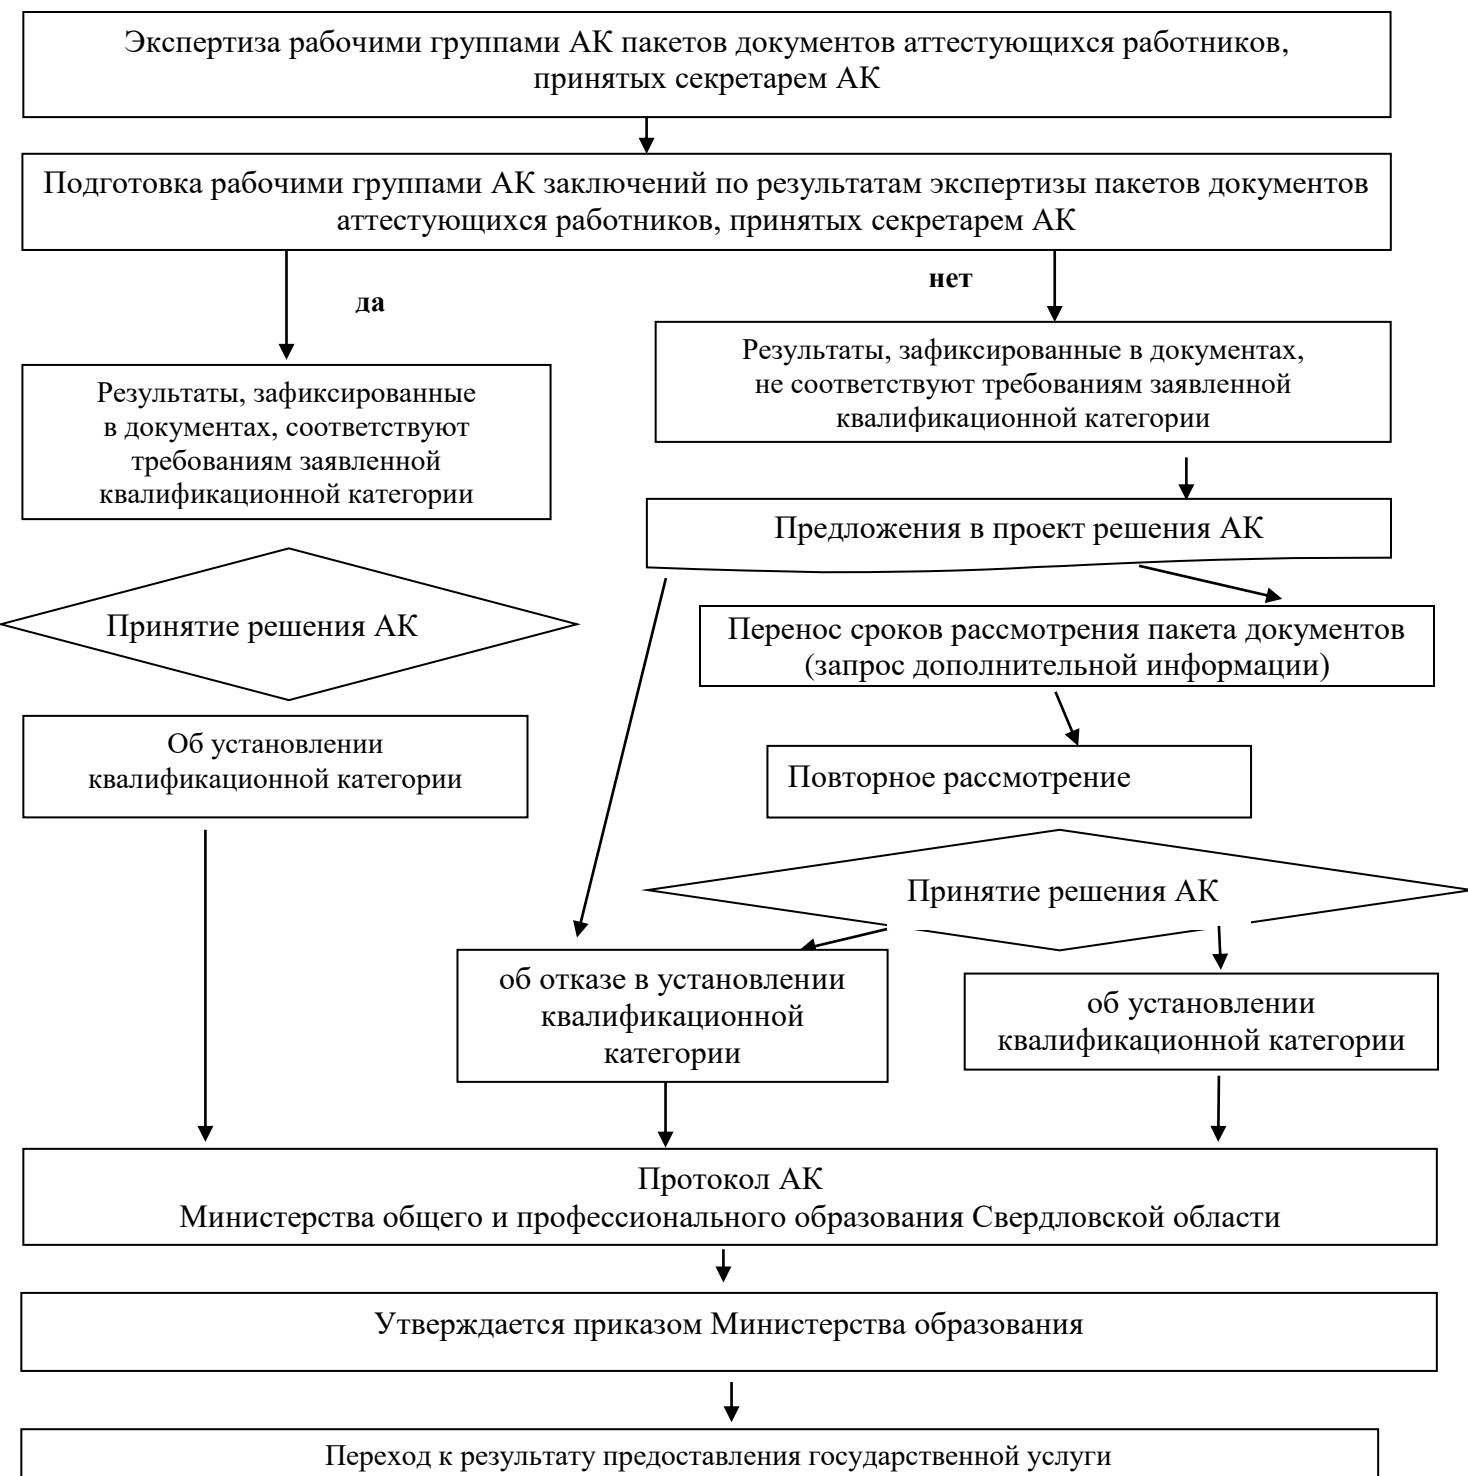 Экспертиза рабочими группами АК пакетов документов аттестующихся работников,
принятых секретарем АК
Подготовка рабочими группами АК заключений по результатам экспертизы пакетов документов
аттестующихся работников, принятых секретарем АК
да
нет
Результаты, зафиксированные
в документах, соответствуют
требованиям заявленной
квалификационной категории
Результаты, зафиксированные в документах,
не соответствуют требованиям заявленной
квалификационной категории
Предложения в проект решения АК
Принятие решения АК
Перенос сроков рассмотрения пакета документов
(запрос дополнительной информации)
Об установлении
квалификационной категории
Повторное рассмотрение
Принятие решения АК
об отказе в установлении
квалификационной
категории
об установлении
квалификационной категории
Протокол АК
Министерства общего и профессионального образования Свердловской области
Утверждается приказом Министерства образования
Переход к результату предоставления государственной услуги